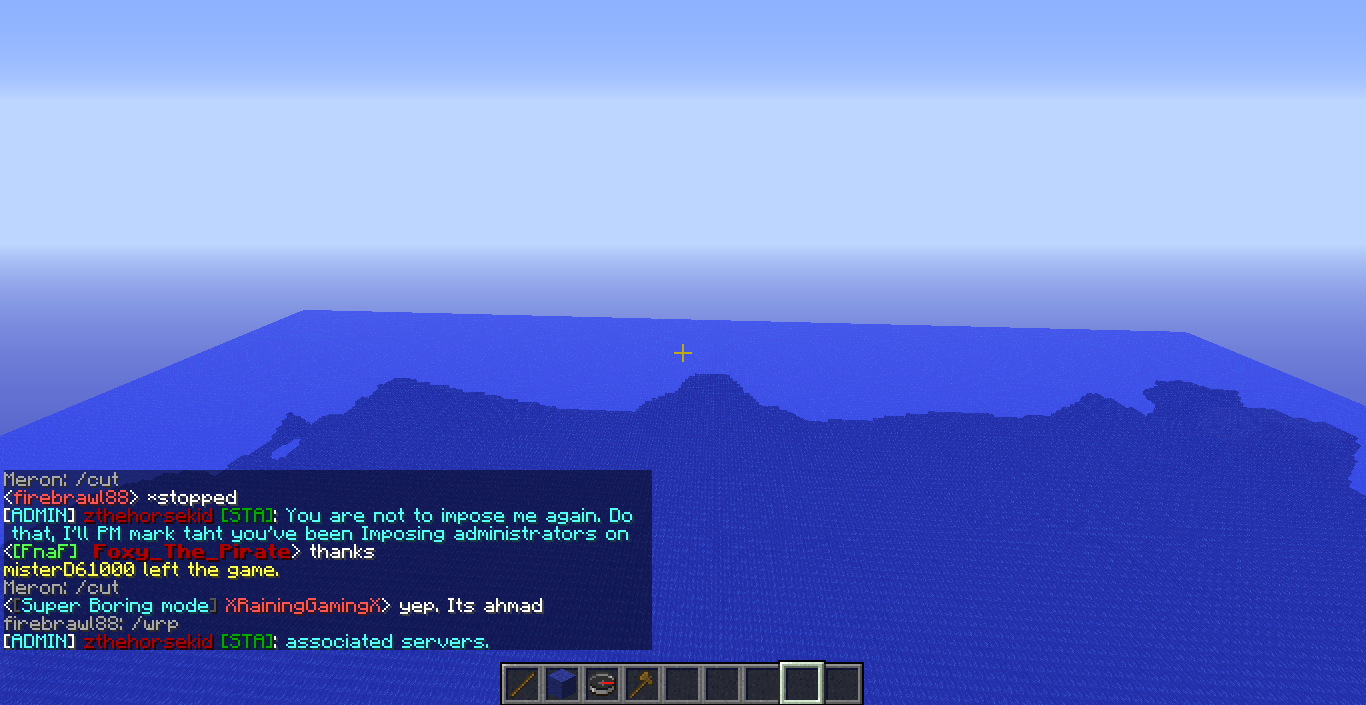 Meron: /cut
<firebrawl88> *stopped
[ADMIN] zthehorsekid [STA]: You are not to impose me again. Do
that, I'll PM mark taht you've been Imposing administrators on
<[FnaF] Foxy_The_Pirate> thanks
misterD61000 left the game.
Meron: /cut
<[Super Boring mode] XRainingGamingX> yep. Its ahmad
firebrawl88: /wrp
[ADMIN] zthehorsekid [STA]: associated servers.